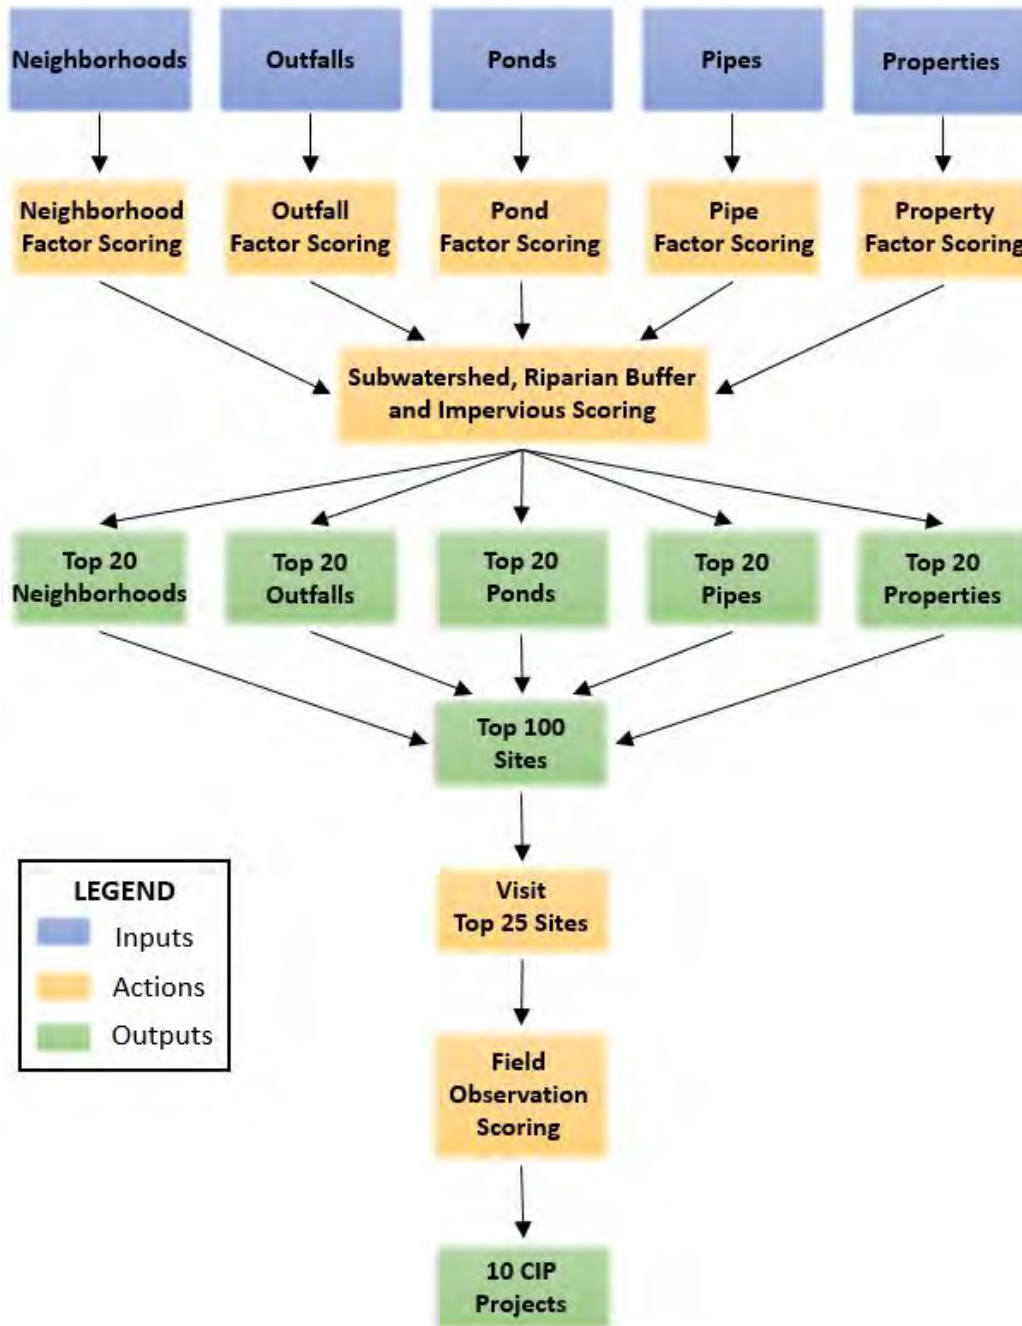 Neighborhoods
Outfalls
Ponds
Pipes
Properties
Neighborhood
Factor Scoring
Outfall
Factor Scoring
Pond
Factor Scoring
Pipe
Factor Scoring
Property
Factor Scoring
Subwatershed, Riparian Buffer
and Impervious Scoring
Top 20
Neighborhoods
Top 20
Outfalls
Top 20
Ponds
Top 20
Pipes
Top 20
Properties
Top 100
Sites
Visit
Top 25 Sites
LEGEND
Inputs
Actions
Outputs
Field
Observation
Scoring
10 CIP
Projects